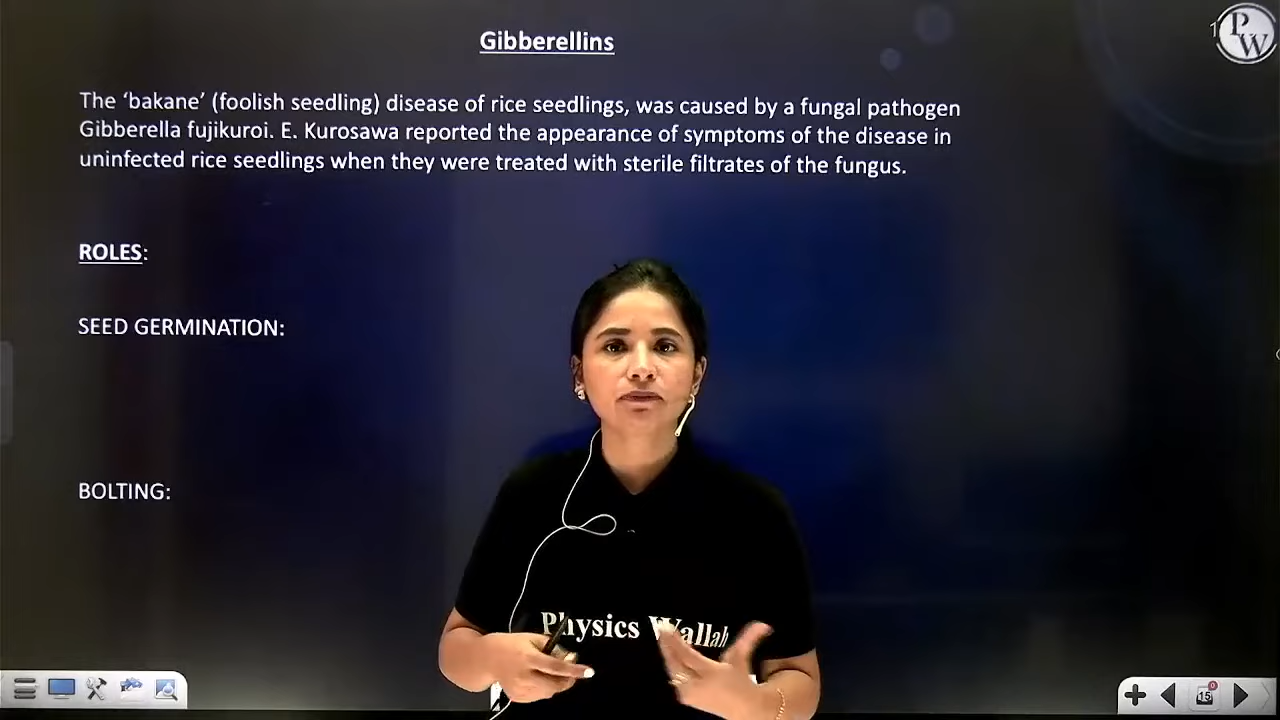 Gibberellins
The ‘bakane’ (foolish seedling) disease of rice seedlings, was caused by a fungal pathogen
Gibberella fujikuroi. E. Kurosawa reported the appearance of symptoms of the disease in
uninfected rice seedlings when they were treated with sterile filtrates of the fungus.
ROLES:
SEED GERMINATION:
BOLTING:
Physics Wallah
PW
15